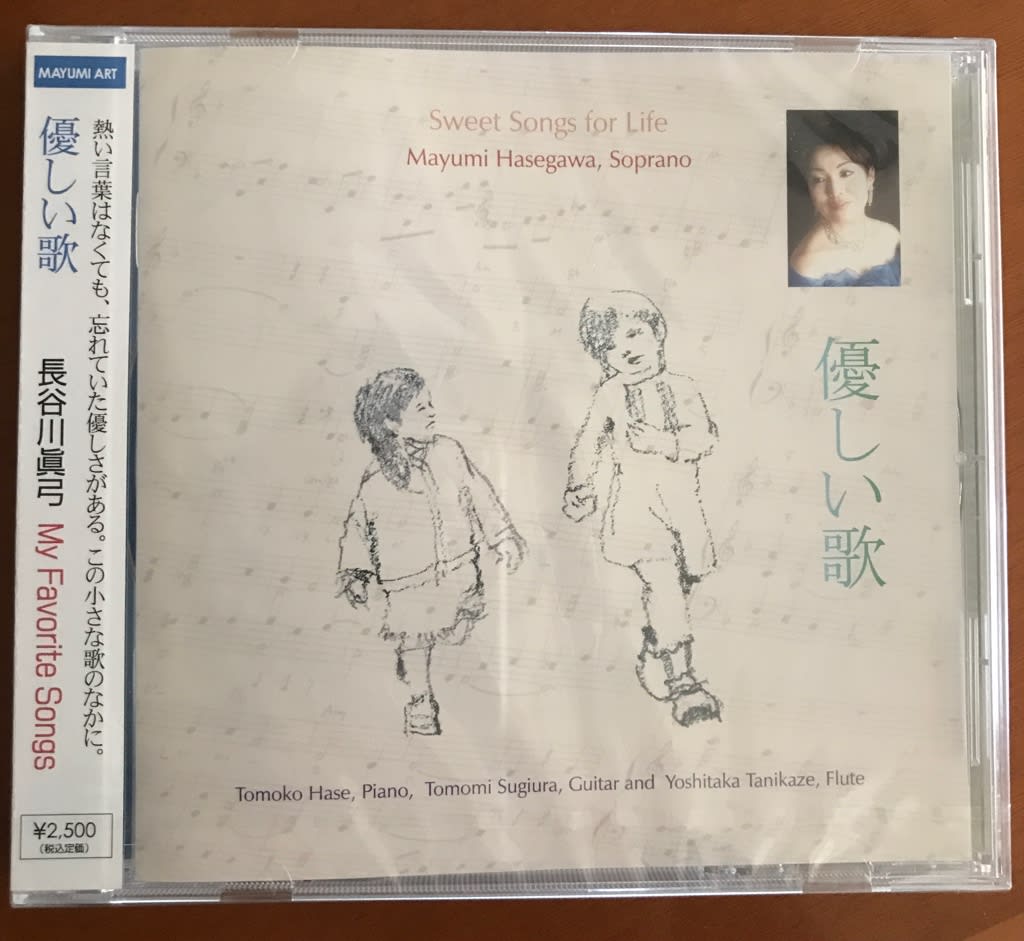 MAYUMI ART
熱い言葉はなくても、忘れていた優しさがある。この小さな歌のなかに。
優しい歌
長谷川眞弓 My Favorite Songs
¥2,500
(税込定価)
Sweet Songs for Life
Mayumi Hasegawa, Soprano
優しい歌
Tomoko Hase, Piano, Tomomi Sugiura, Guitar and Yoshitaka Tanikaze, Flute